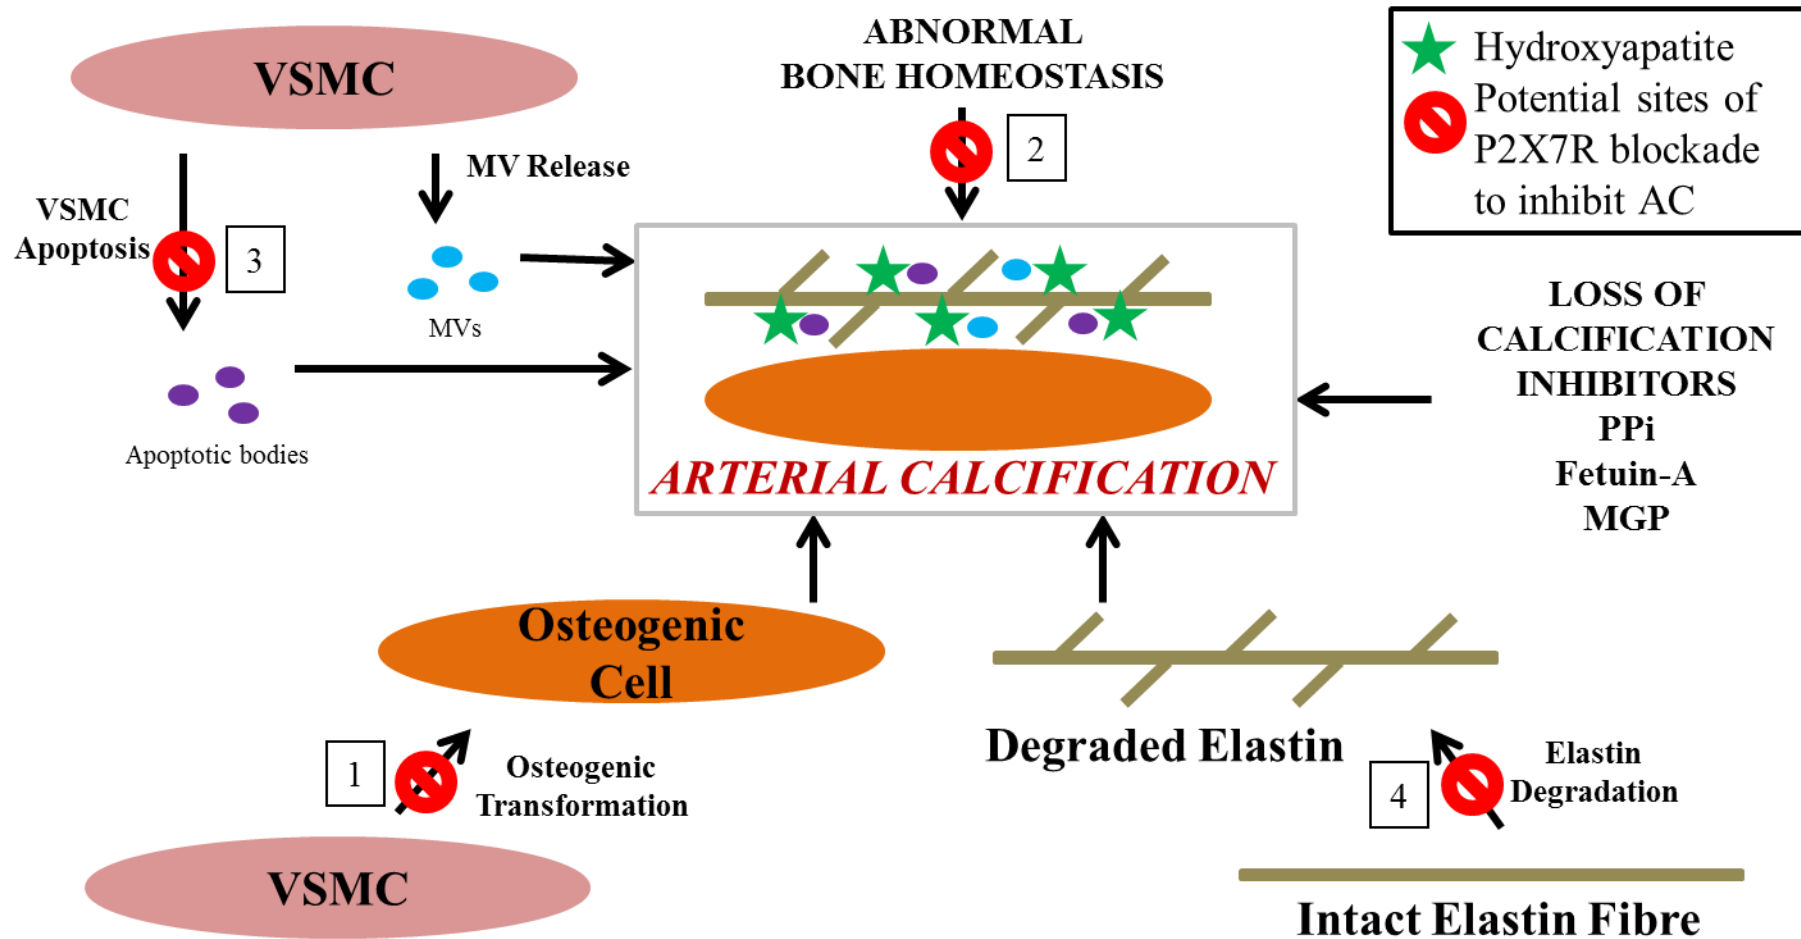 VSMC
ABNORMAL
BONE HOMEOSTASIS
Hydroxyapatite
Potential sites of
P2X7R blockade
to inhibit AC
2
MV Release
VSMC
Apoptosis
3
MVs
Apoptotic bodies
LOSS OF
CALCIFICATION
INHIBITORS
PPi
Fetuin-A
MGP
ARTERIAL CALCIFICATION
Osteogenic
Cell
Degraded Elastin
1
Osteogenic
Transformation
4
Elastin
Degradation
VSMC
Intact Elastin Fibre